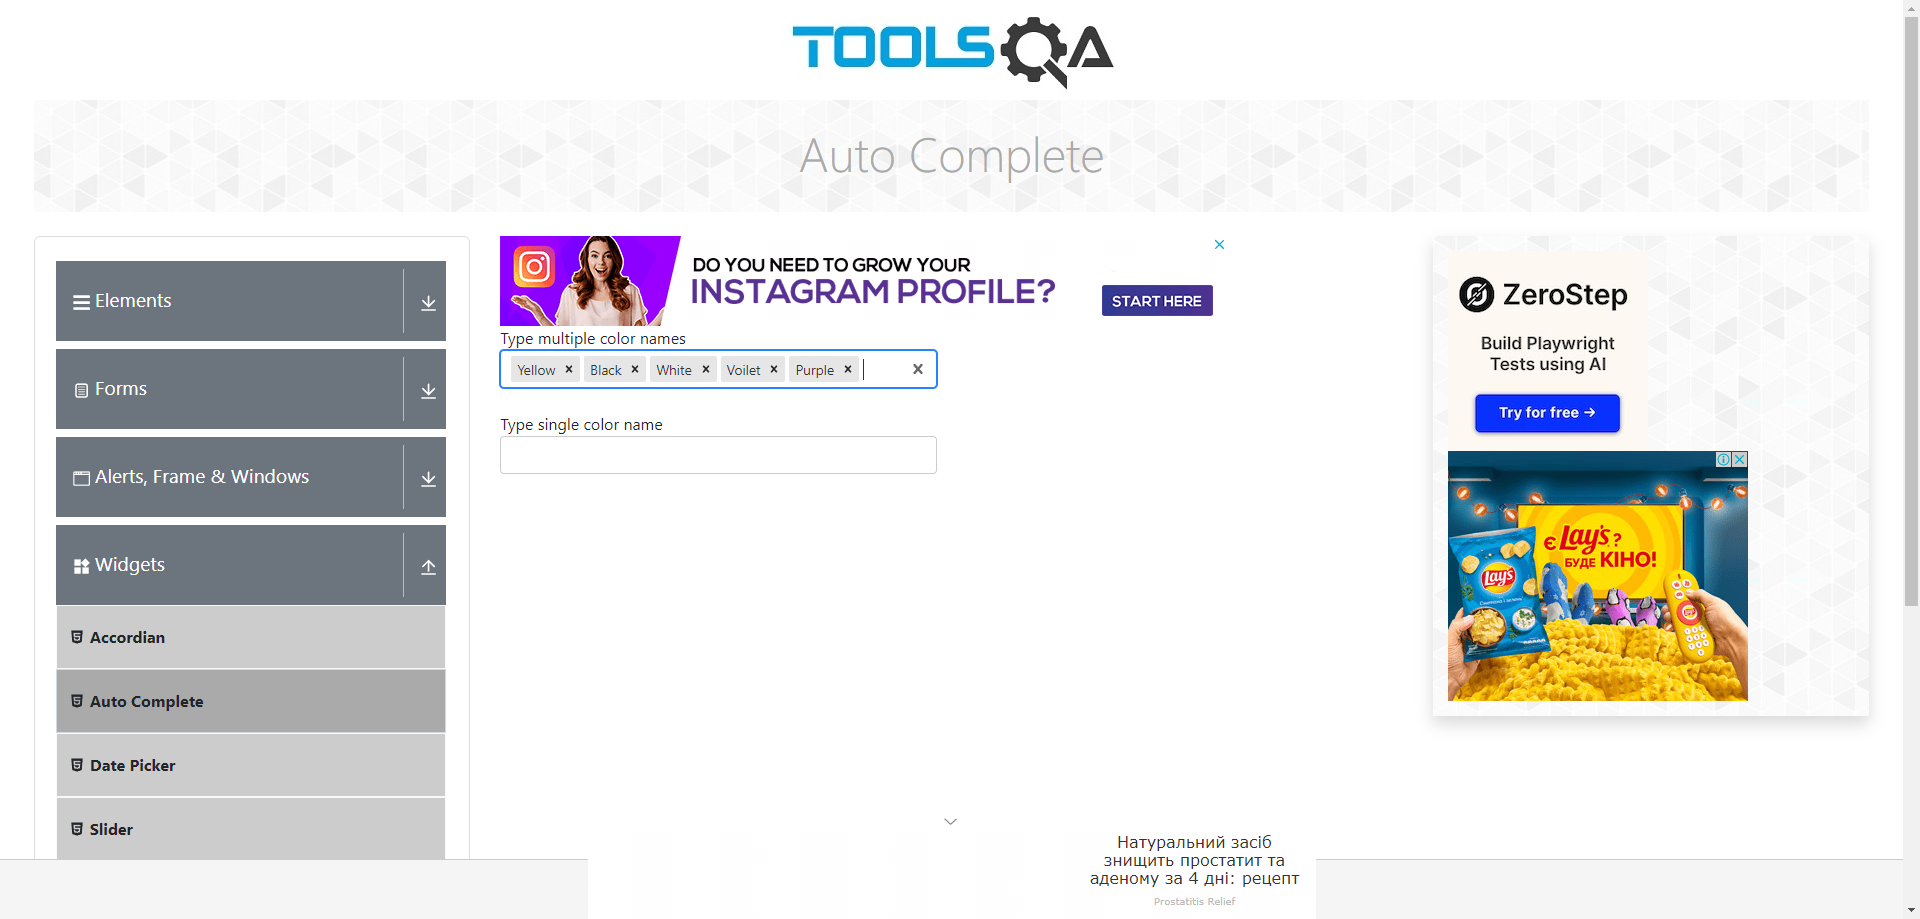 TOOLSQA
Auto Complete
Elements
Forms
Alerts, Frame & Windows
Widgets
Accordian
Auto Complete
Date Picker
Slider
DO YOU NEED TO GROW YOUR
INSTAGRAM PROFILE?
START HERE
Type multiple color names
Yellow Black White Voilet Purple
Type single color name
ZeroStep
Build Playwright
Tests using AI
Try for free →
Є Lay's?
БУДЕ КІНО!
Lay's
Натуральний засіб
знищить простатит та
аденому за 4 дні: рецепт
Prostatitis Relief